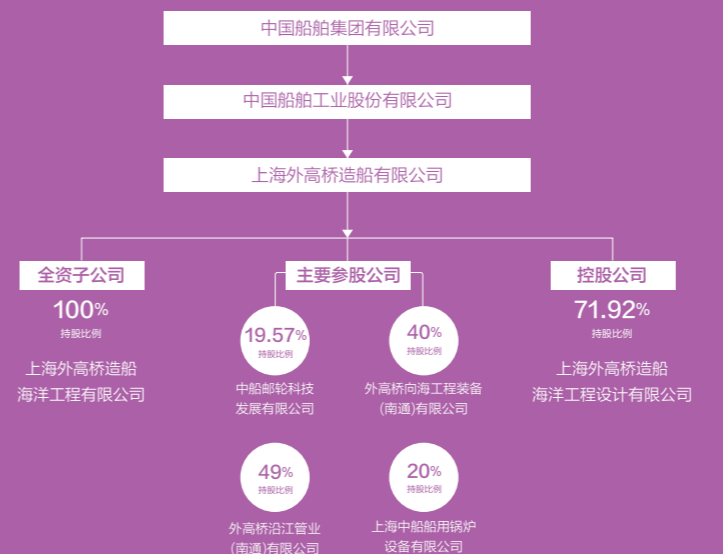 中国船舶集团有限公司
中国船舶工业股份有限公司
上海外高桥造船有限公司
全资子公司
100%
持股比例
上海外高桥造船
海洋工程有限公司
主要参股公司
19.57%
持股比例
中船邮轮科技
发展有限公司
40%
持股比例
外高桥向海工程装备
(南通)有限公司
49%
持股比例
外高桥沿江管业
(南通)有限公司
20%
持股比例
上海中船船用锅炉
设备有限公司
控股公司
71.92%
持股比例
上海外高桥造船
海洋工程设计有限公司